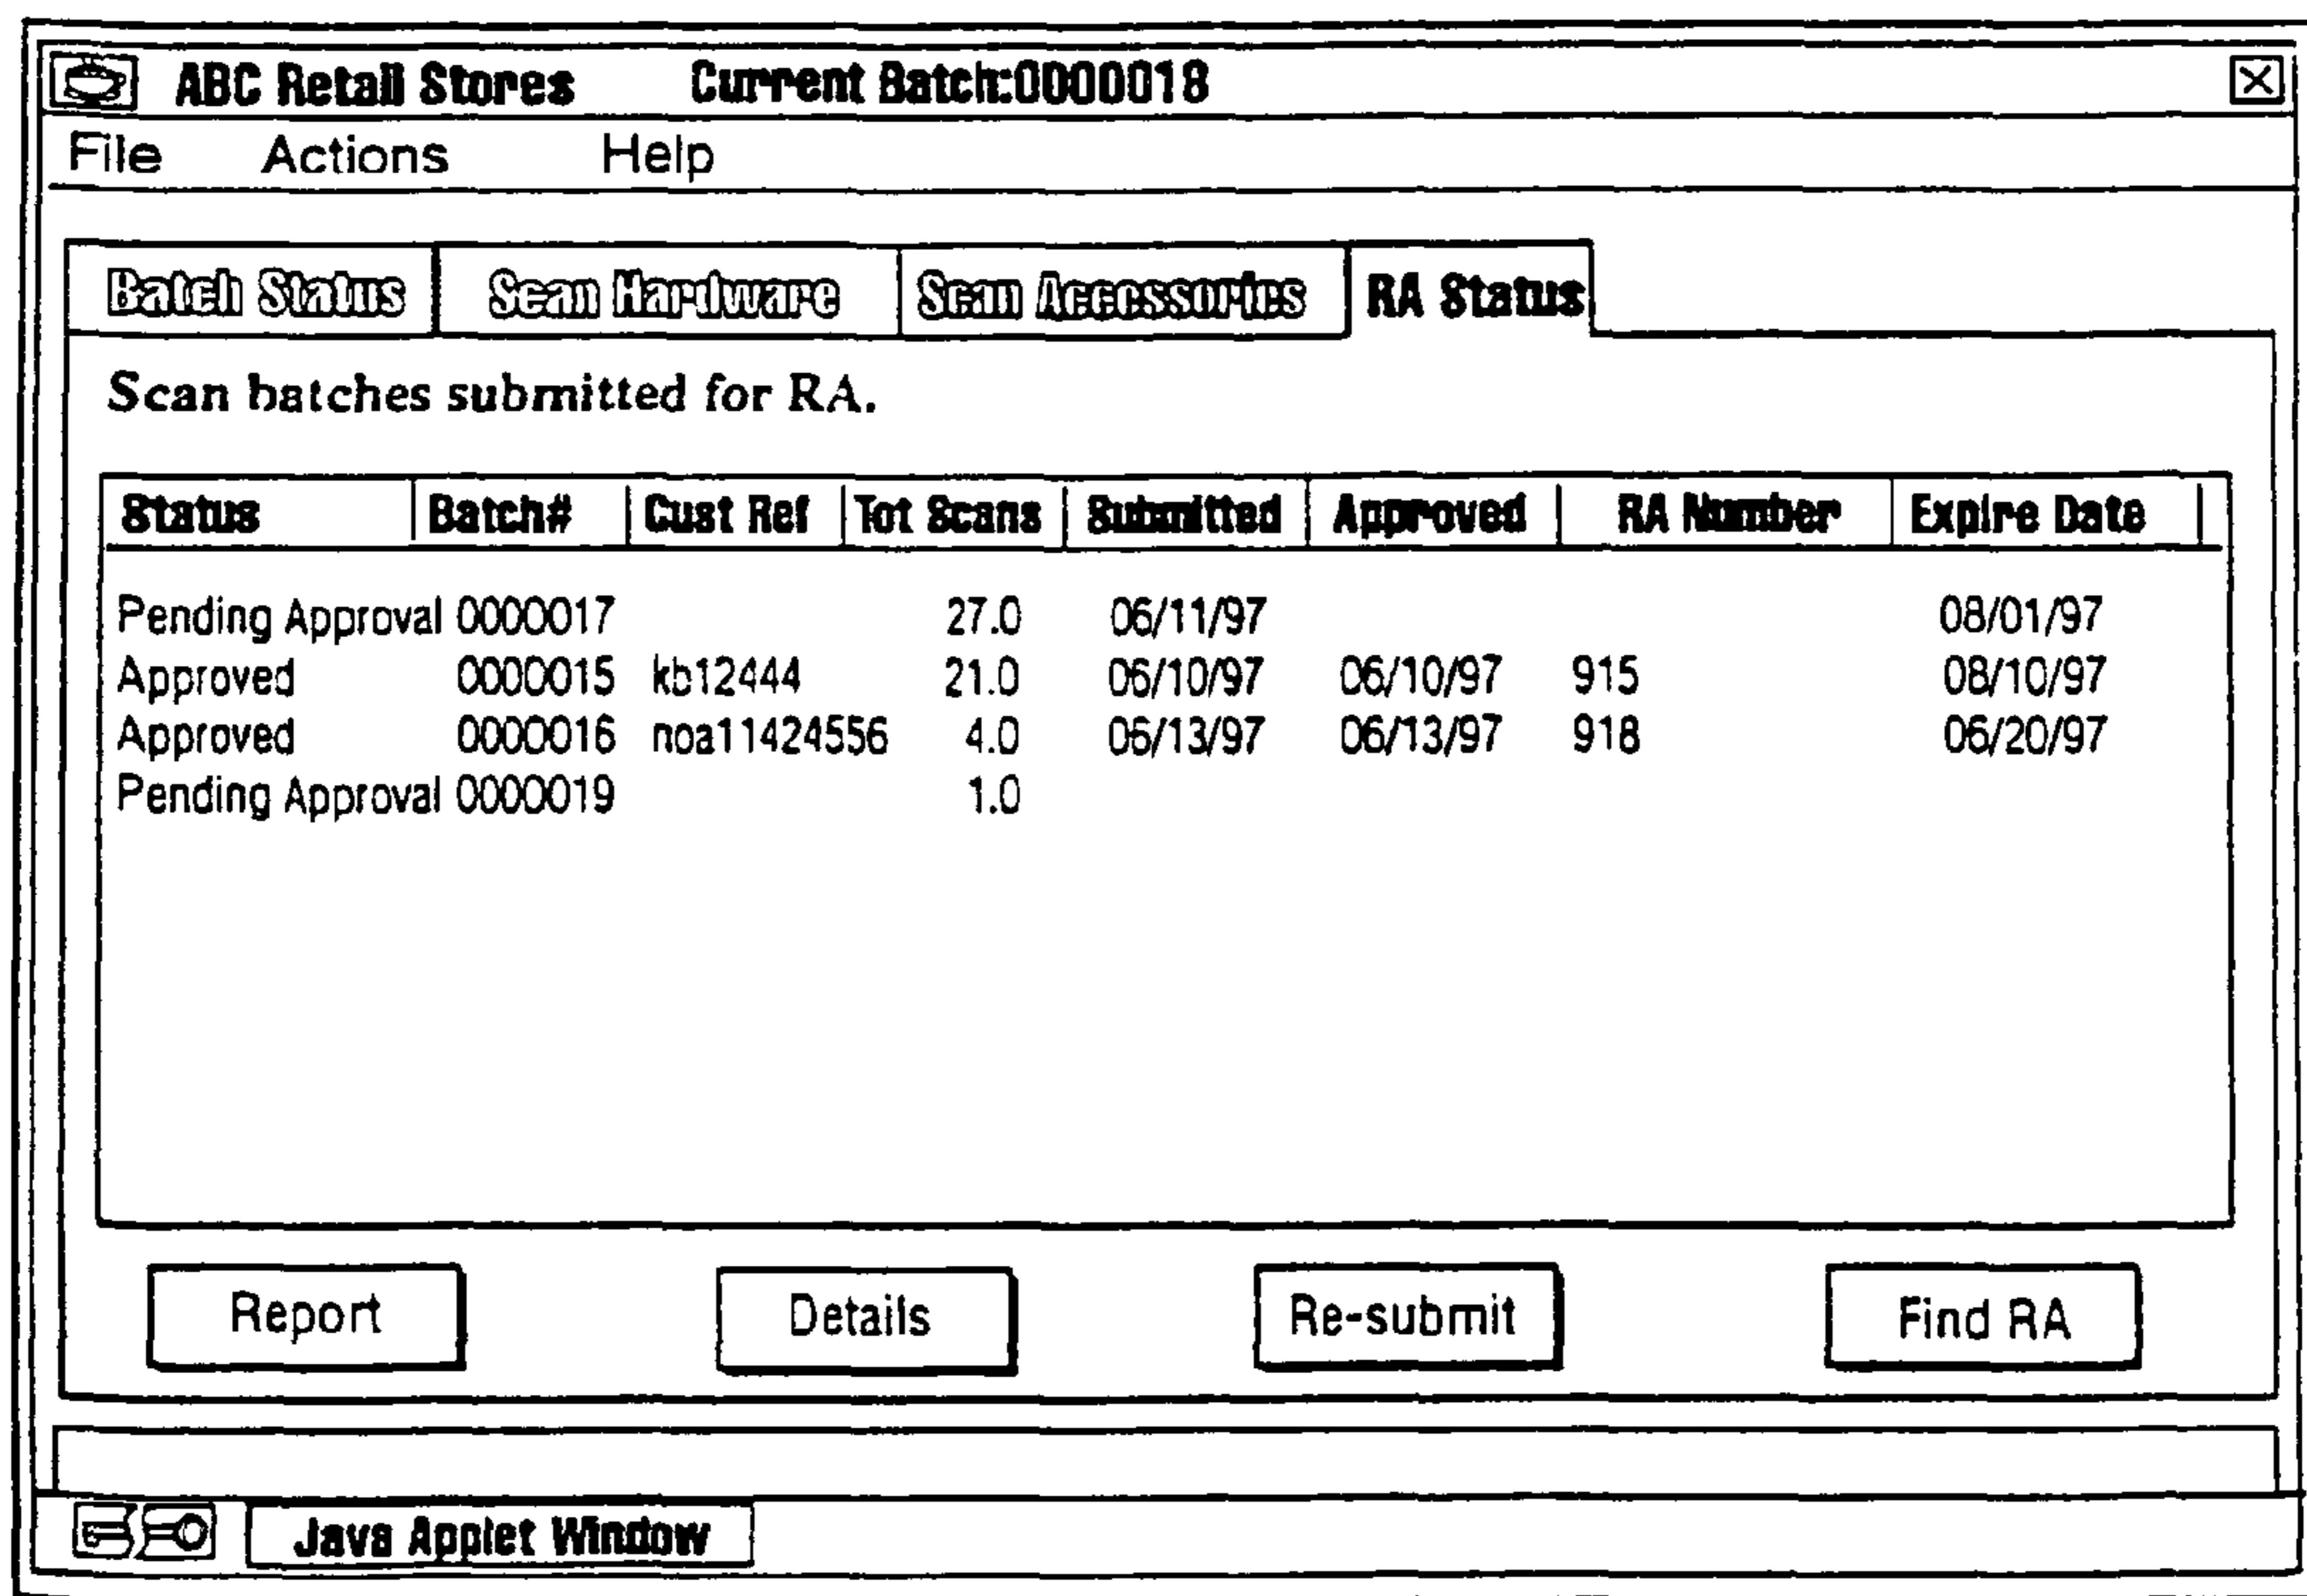 ABC Retail Stores Current Batch:0000018
File Actions Help
Batch Status Scan Hardware Scan Accessories RA Status
Scan batches submitted for RA.
Status Batch# Cust Ref Tot Scans Submitted Approved RA Number Expire Date
Pending Approval 0000017 27.0 06/11/97 08/01/97
Approved 0000015 kb12444 21.0 06/10/97 06/10/97 915 08/10/97
Approved 0000016 noa11424556 4.0 06/13/97 06/13/97 918 06/20/97
Pending Approval 0000019 1.0
Report Details Re-submit Find RA
Java Applet Window